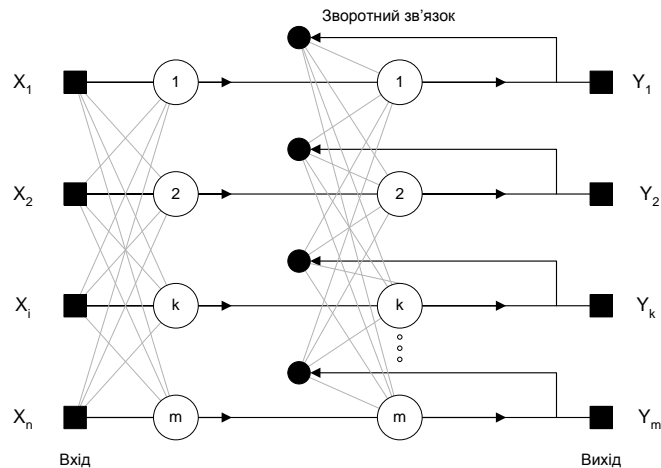 Зворотний зв'язок
X1 1 1 Y1
X2 2 2 Y2
Xi k k Yk
Xn m m Ym
Вхід Вихід